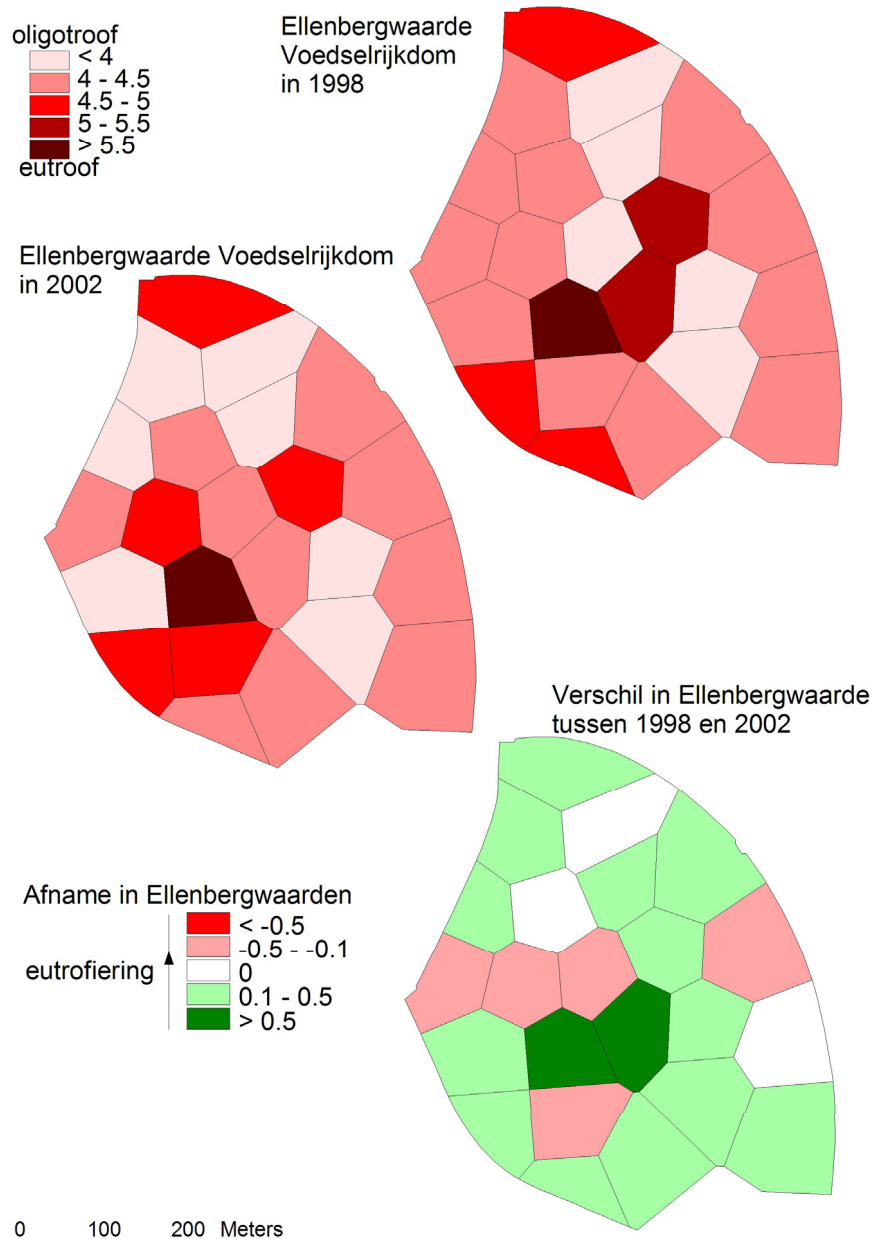 oligotroof
< 4
4 - 4.5
4.5 - 5
5 - 5.5
> 5.5
eutroof
Ellenbergwaarde
Voedselrijkdom
in 1998
Ellenbergwaarde Voedselrijkdom
in 2002
Verschil in Ellenbergwaarde
tussen 1998 en 2002
Afname in Ellenbergwaarden
< -0.5
-0.5 - -0.1
0
0.1 - 0.5
> 0.5
eutrofiering
0 100 200 Meters